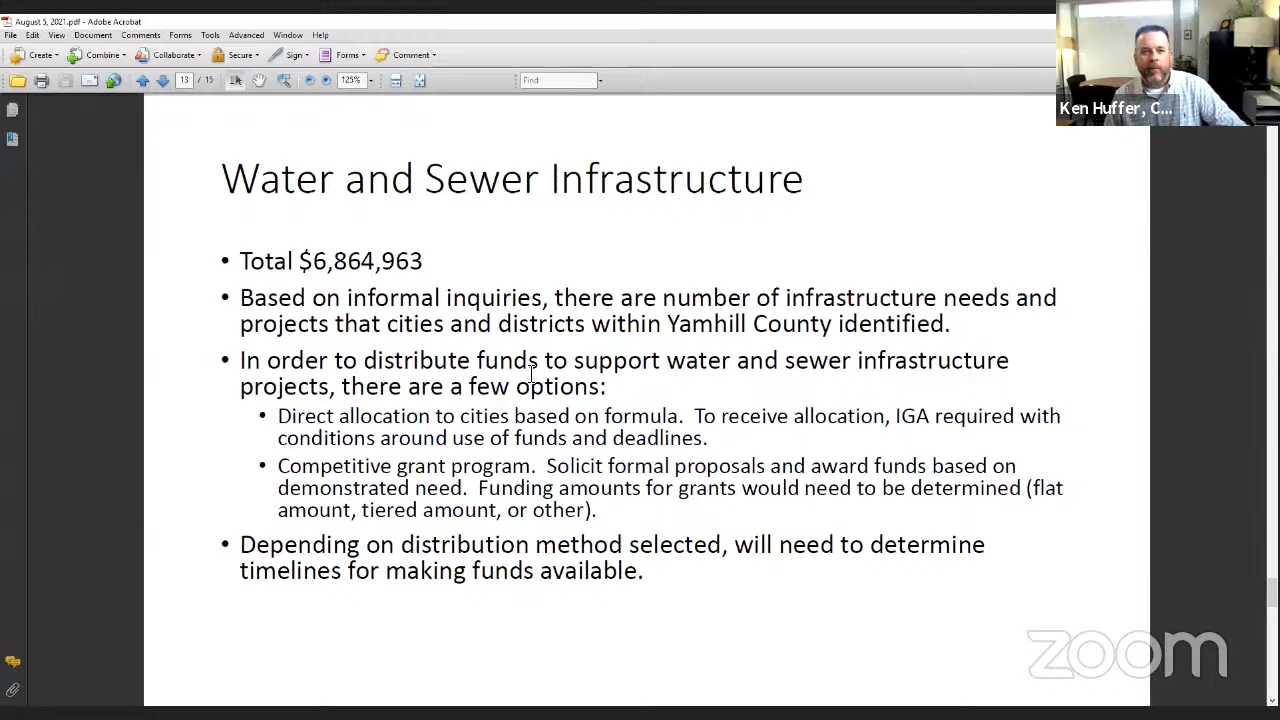 August 5, 2021.pdf - Adobe Acrobat
File Edit View Document Comments Forms Tools Advanced Window Help
Create Combine Collaborate Secure Sign Forms Comment
13 / 15 125% Find
Ken Huffer, C...
Water and Sewer Infrastructure
• Total $6,864,963
• Based on informal inquiries, there are number of infrastructure needs and
projects that cities and districts within Yamhill County identified.
• In order to distribute funds to support water and sewer infrastructure
projects, there are a few options:
• Direct allocation to cities based on formula. To receive allocation, IGA required with
conditions around use of funds and deadlines.
• Competitive grant program. Solicit formal proposals and award funds based on
demonstrated need. Funding amounts for grants would need to be determined (flat
amount, tiered amount, or other).
• Depending on distribution method selected, will need to determine
timelines for making funds available.
zoom